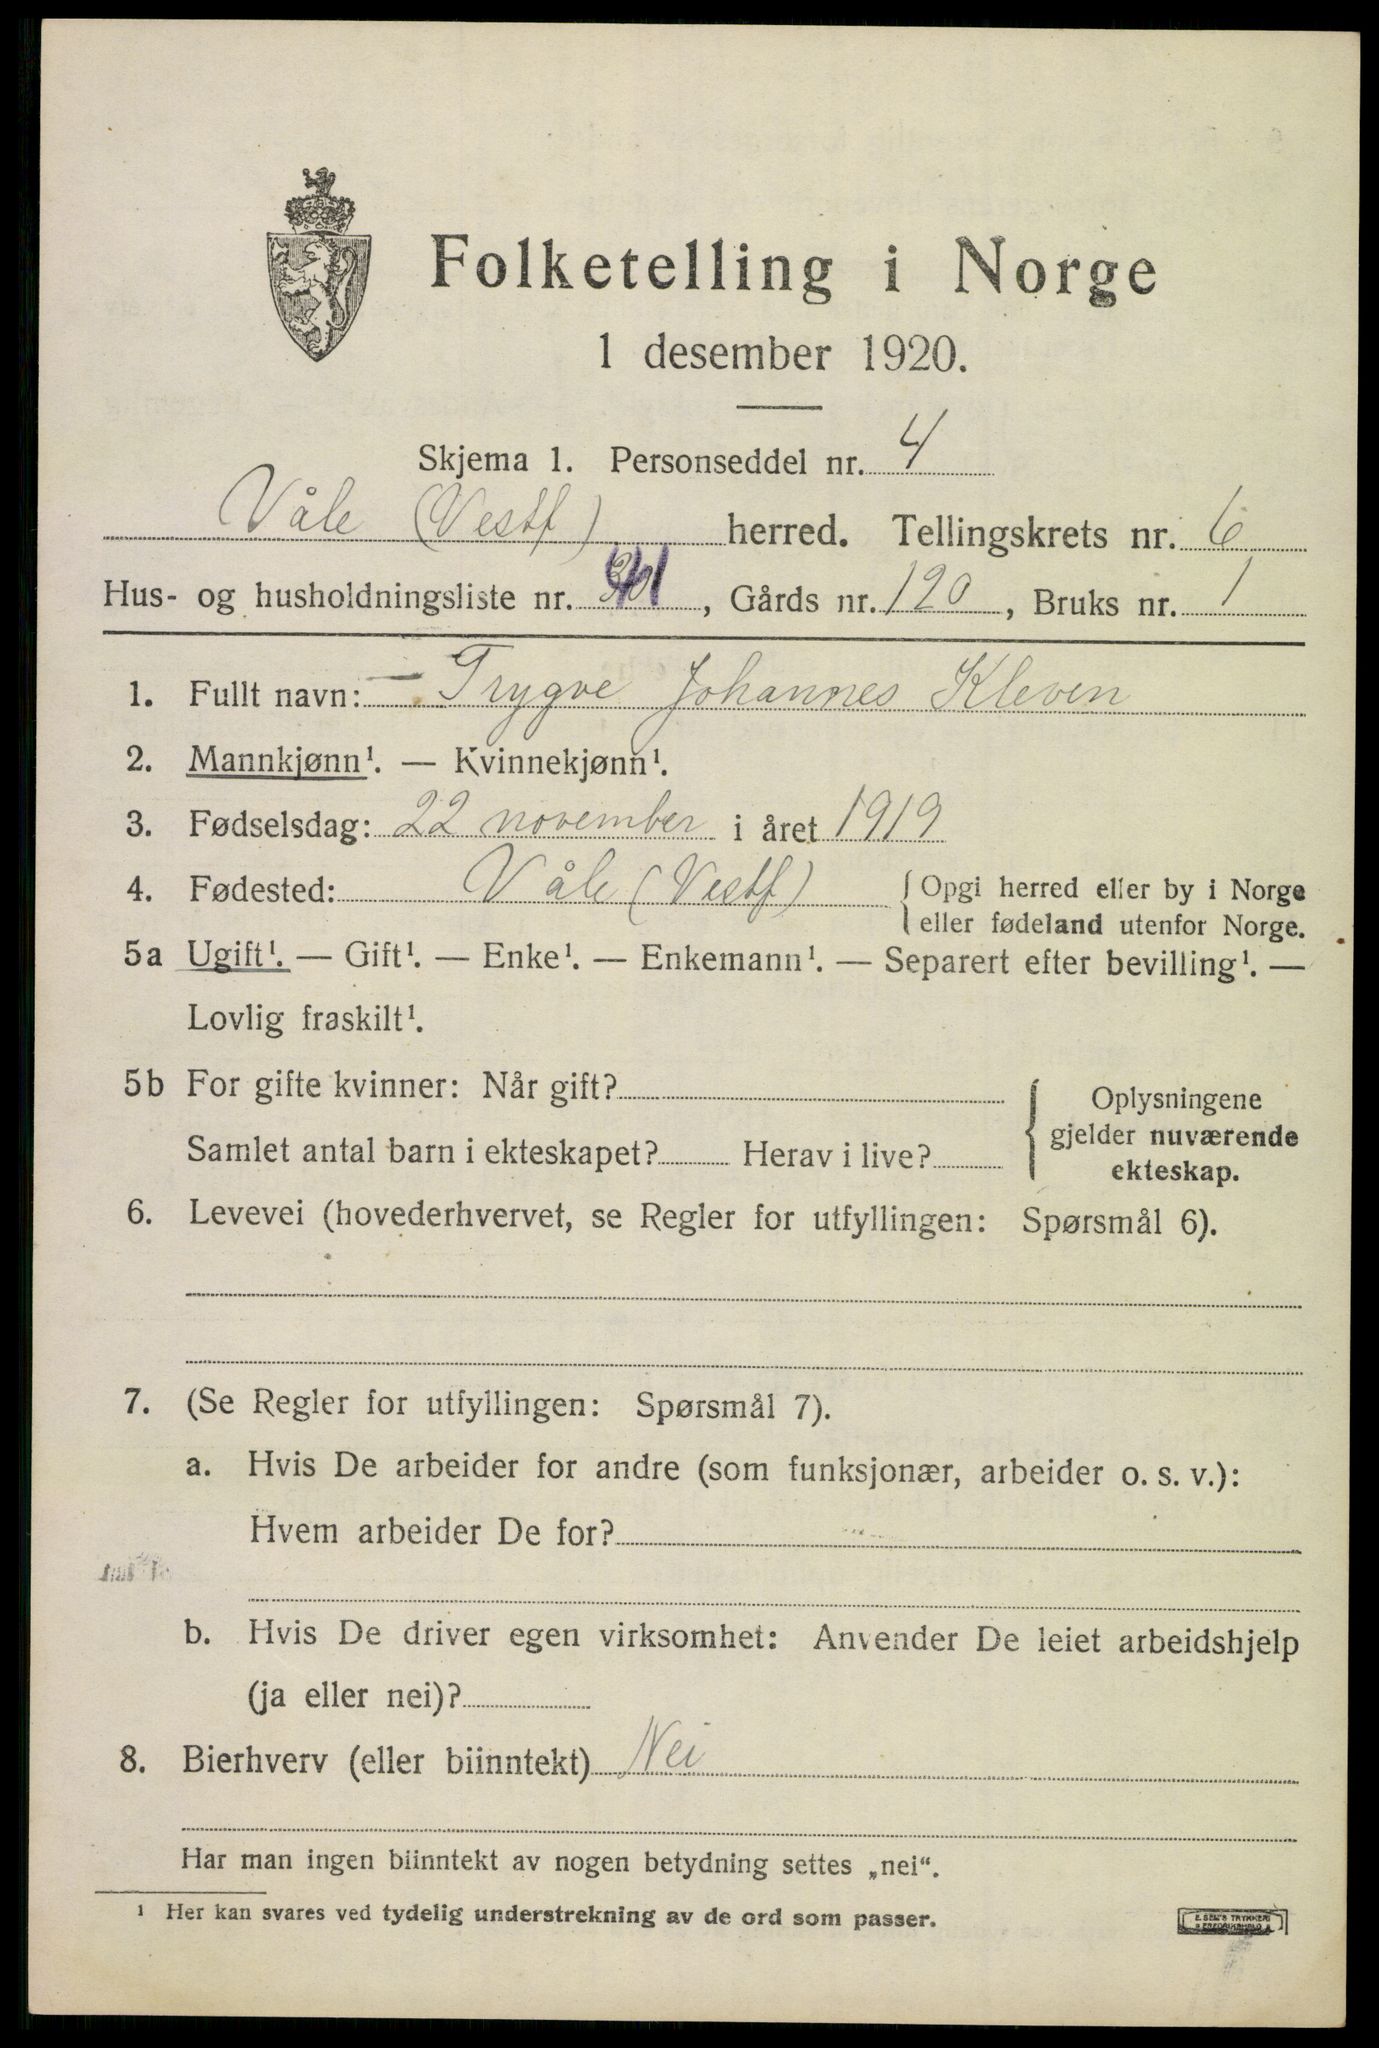 Folketelling i Norge
1 desember 1920.
Skjema 1. Personseddel nr. 4
Våle (Vestf) herred. Tellingskrets nr. 6
Hus- og husholdningsliste nr. , Gårds nr. 120, Bruks nr. 1
1. Fullt navn: Trygve Johannes Kleven
2. Mannkjønn¹. — Kvinnekjønn¹.
3. Fødselsdag: 22 november i året 1919
4. Fødested: Våle (Vestf) { Opgi herred eller by i Norge
eller fødeland utenfor Norge.
5a Ugift¹. — Gift¹. — Enke¹. — Enkemann¹. — Separert efter bevilling¹. —
Lovlig fraskilt¹.
5b For gifte kvinner: Når gift?
Samlet antal barn i ekteskapet? Herav i live?
{ Oplysningene
gjelder nuværende
ekteskap.
6. Levevei (hovederhvervet, se Regler for utfyllingen: Spørsmål 6).
7. (Se Regler for utfyllingen: Spørsmål 7).
a. Hvis De arbeider for andre (som funksjonær, arbeider o. s. v.):
Hvem arbeider De for?
b. Hvis De driver egen virksomhet: Anvender De leiet arbeidshjelp
(ja eller nei)?
8. Bierhverv (eller biinntekt) Nei
Har man ingen biinntekt av nogen betydning settes „nei“.
¹ Her kan svares ved tydelig understrekning av de ord som passer.
E. SEM'S TRYKKERI
FREDRIKSHALD